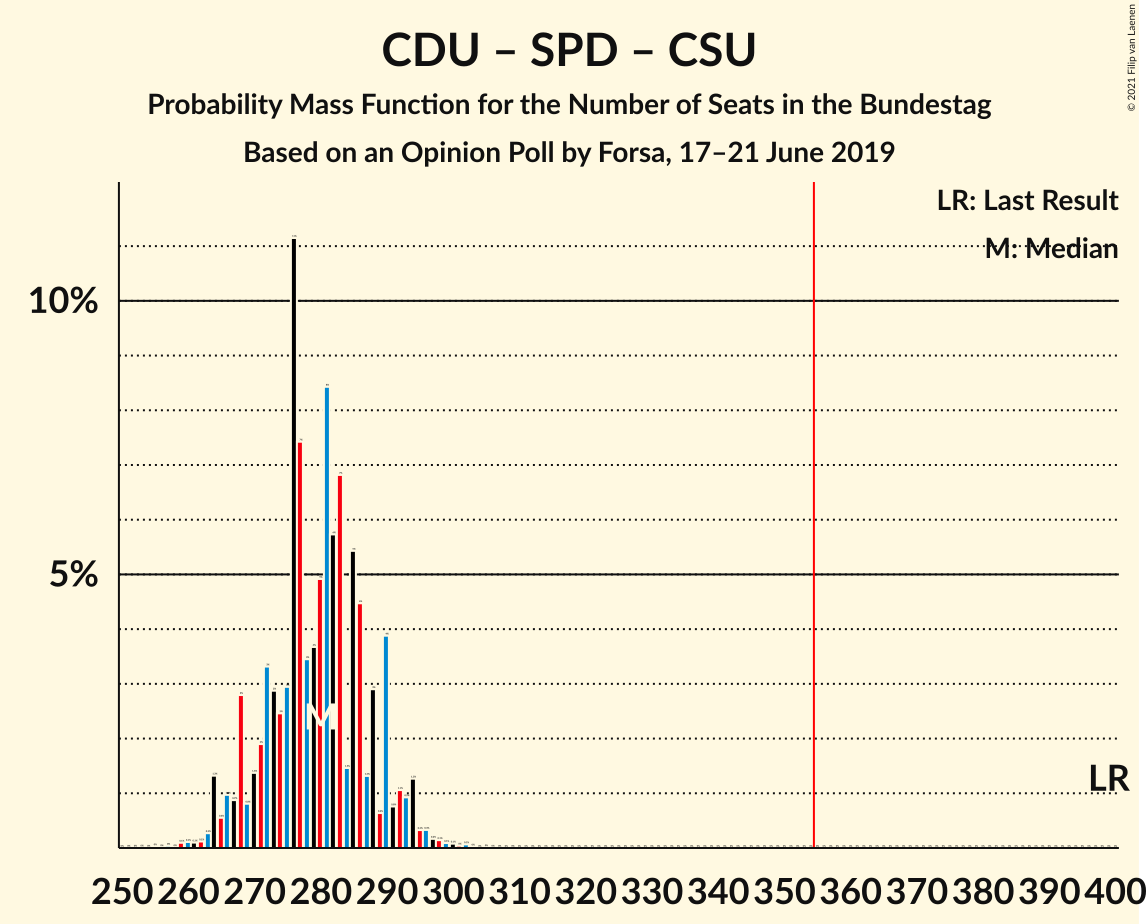 CDU – SPD – CSU
Probability Mass Function for the Number of Seats in the Bundestag
Based on an Opinion Poll by Forsa, 17–21 June 2019
© 2021 Filip van Laenen
LR: Last Result
M: Median
10%
5%
M
LR
250 260 270 280 290 300 310 320 330 340 350 360 370 380 390 400